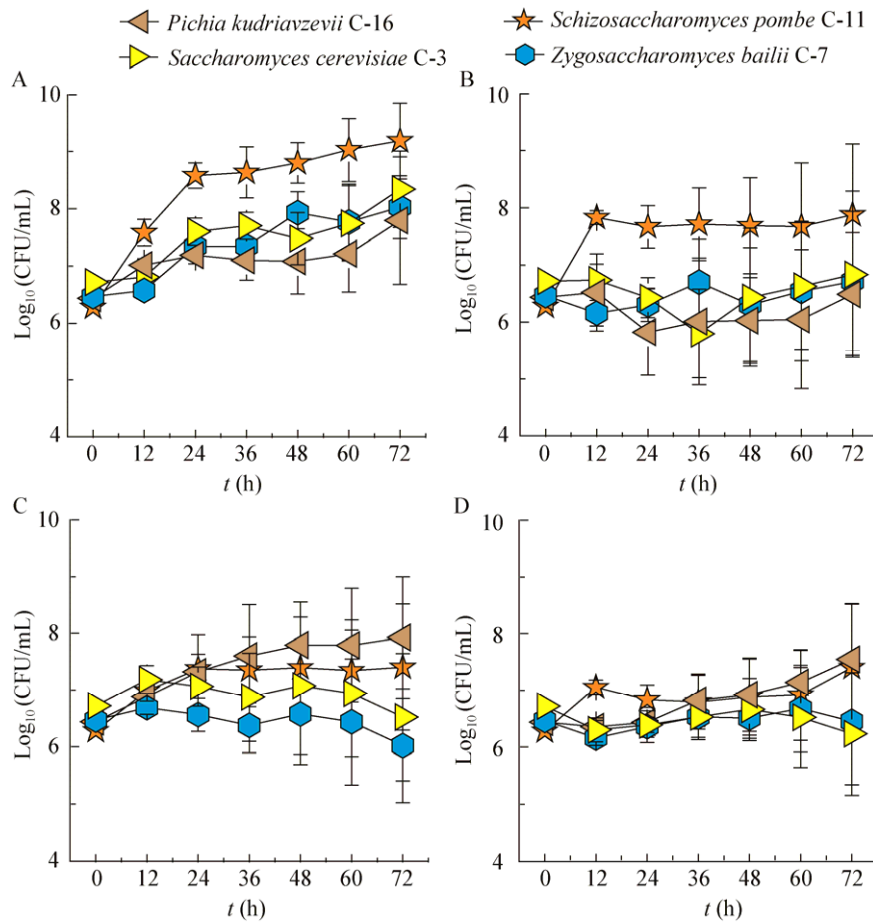 Pichia kudriavzevii C-16
Schizosaccharomyces pombe C-11
Saccharomyces cerevisiae C-3
Zygosaccharomyces bailii C-7
A
10
8
6
4
Log10 (CFU/mL)
0 12 24 36 48 60 72
t (h)
B
10
8
6
4
Log10 (CFU/mL)
0 12 24 36 48 60 72
t (h)
C
10
8
6
4
Log10 (CFU/mL)
0 12 24 36 48 60 72
t (h)
D
10
8
6
4
Log10 (CFU/mL)
0 12 24 36 48 60 72
t (h)